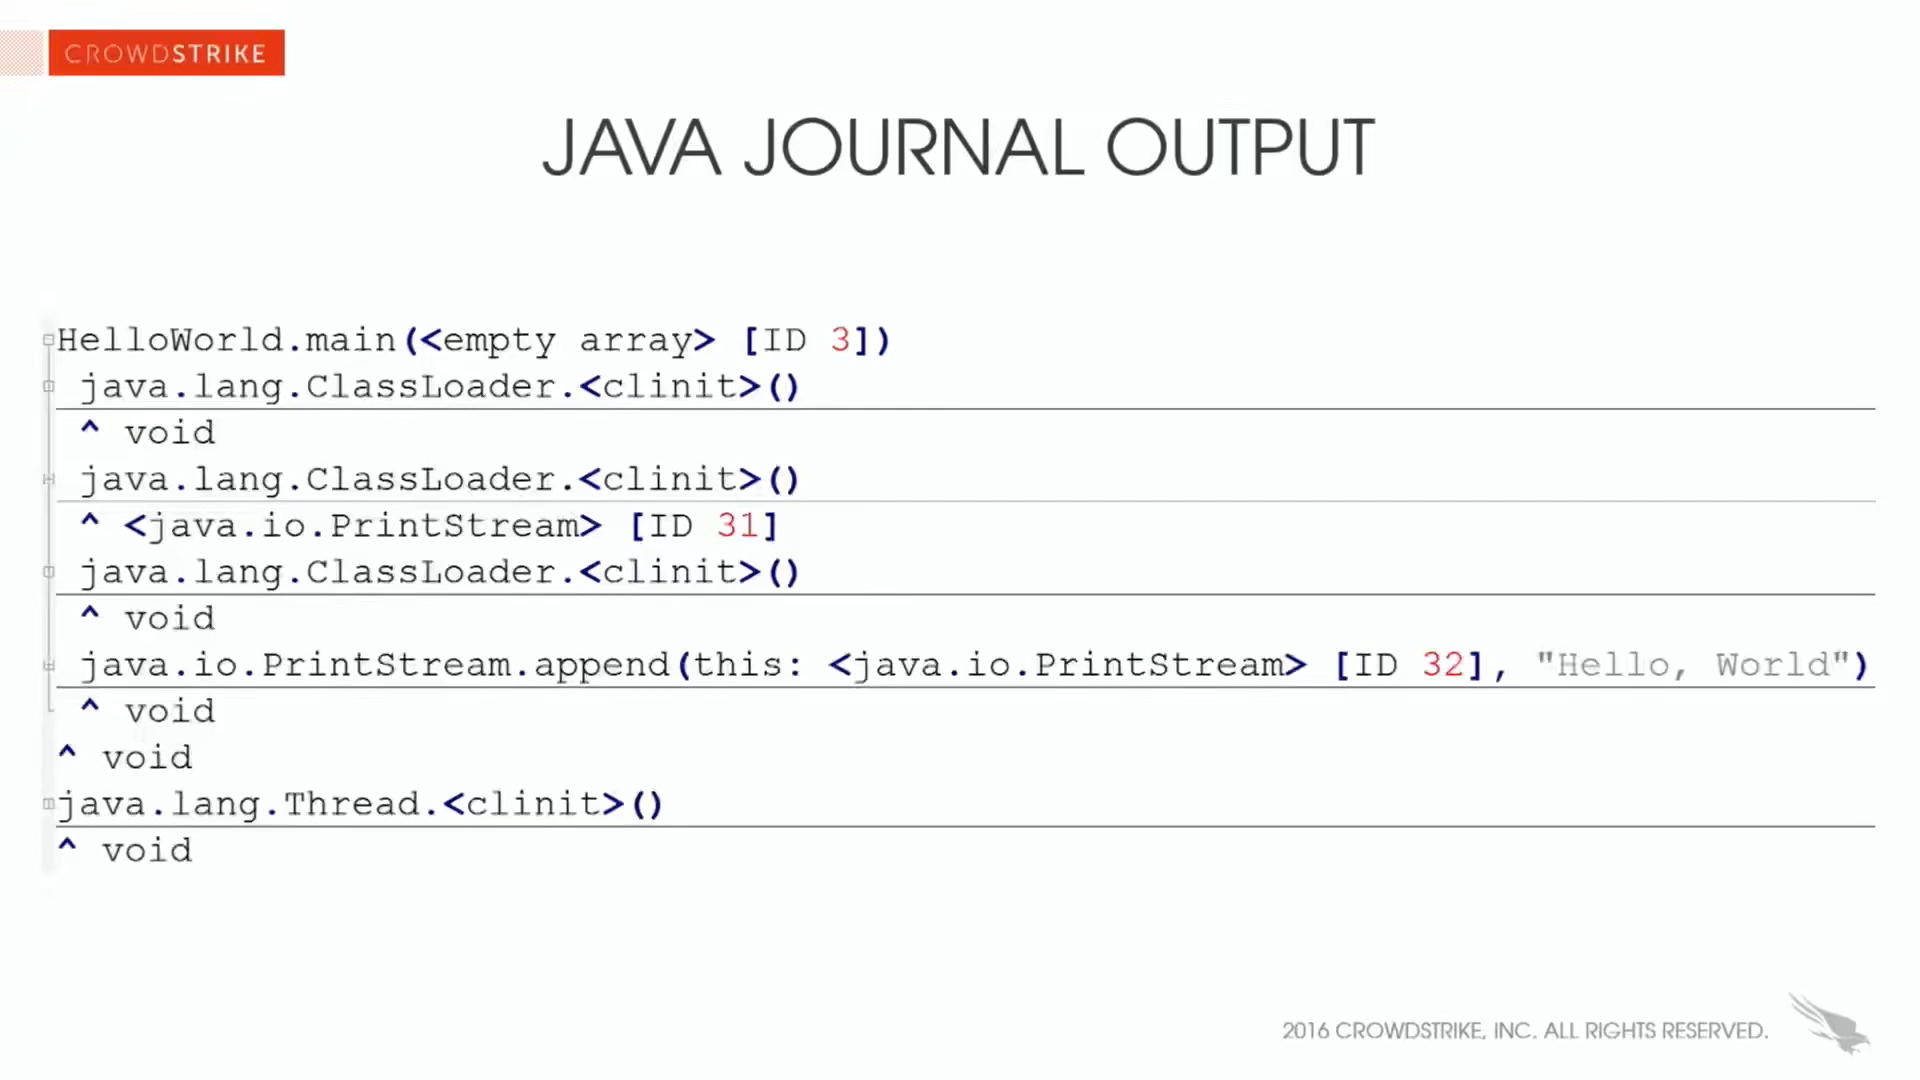 CROWDSTRIKE
JAVA JOURNAL OUTPUT
HelloWorld.main(<empty array> [ID 3])
java.lang.ClassLoader.<clinit>()
^ void
java.lang.ClassLoader.<clinit>()
^ <java.io.PrintStream> [ID 31]
java.lang.ClassLoader.<clinit>()
^ void
java.io.PrintStream.append(this: <java.io.PrintStream> [ID 32], "Hello, World")
^ void
^ void
java.lang.Thread.<clinit>()
^ void
2016 CROWDSTRIKE, INC. ALL RIGHTS RESERVED.